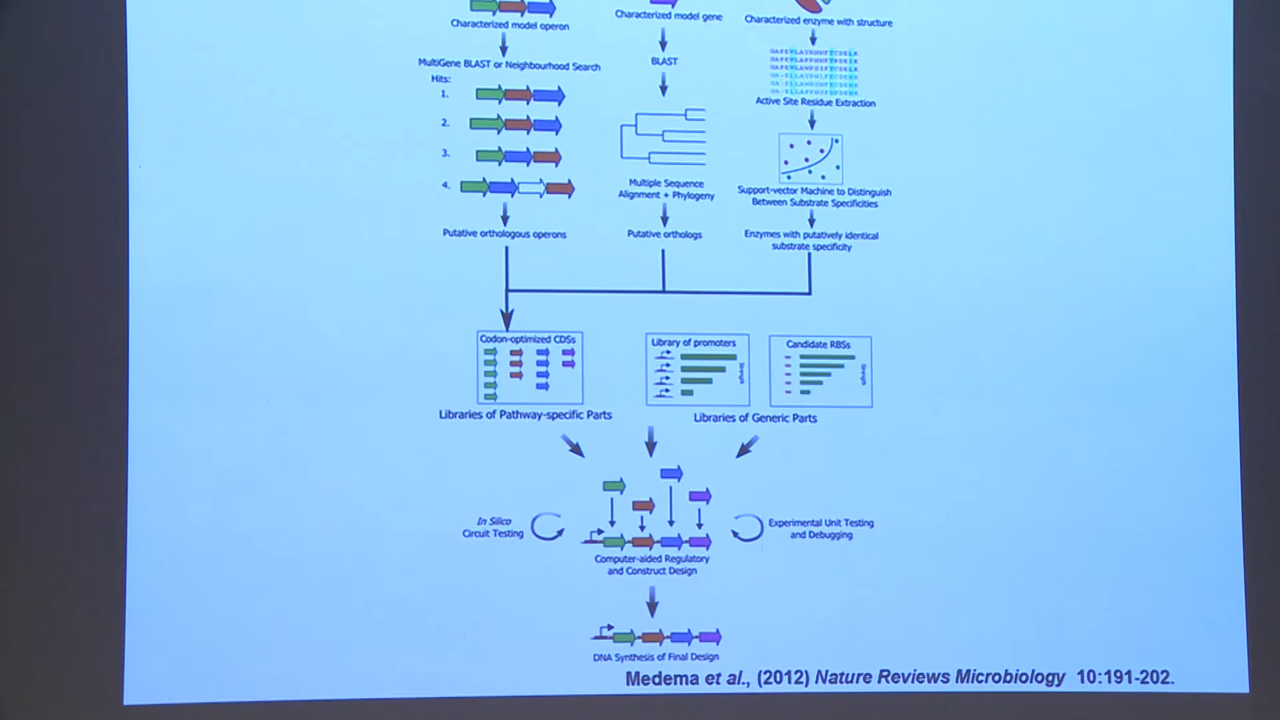 Characterized model operon
MultiGene BLAST or Neighbourhood Search
Hits:
1.
2.
3.
4.
Putative orthologous operons
Characterized model gene
BLAST
Multiple Sequence
Alignment + Phylogeny
Putative orthologs
Characterized enzyme with structure
Active Site Residue Extraction
Support-vector Machine to Distinguish
Between Substrate Specificities
Enzymes with putatively identical
substrate specificity
Codon-optimized CDSs
Libraries of Pathway-specific Parts
Library of promoters
Strength
Candidate RBSs
Strength
Libraries of Generic Parts
In Silico
Circuit Testing
Experimental Unit Testing
and Debugging
Computer-aided Regulatory
and Construct Design
DNA Synthesis of Final Design
Medema et al., (2012) Nature Reviews Microbiology 10:191-202.